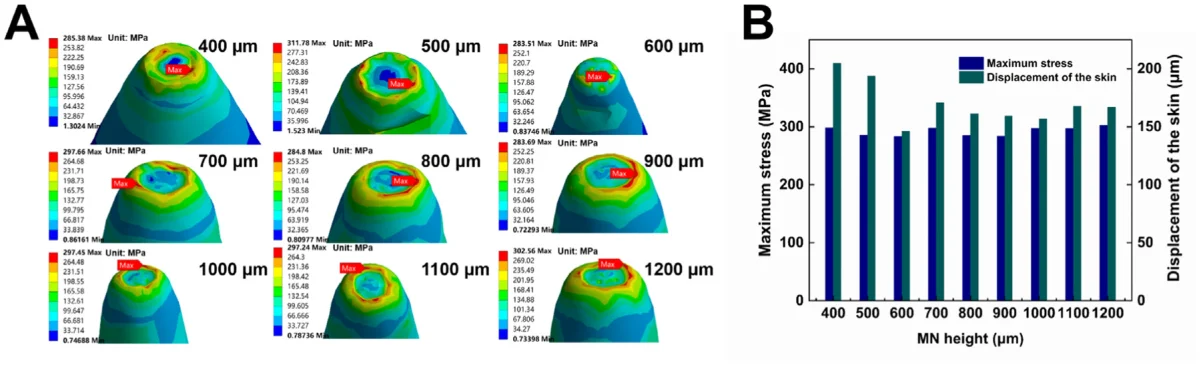 A
285.38 Max Unit: MPa
253.82
222.25
190.69
159.13
127.56
95.996
64.432
32.867
1.3024 Min
400 µm
Max
311.78 Max Unit: MPa
277.31
242.83
208.36
173.89
139.41
104.94
70.469
35.996
1.523 Min
500 µm
Max
283.51 Max Unit: MPa
252.1
220.7
189.29
157.88
126.47
95.062
63.654
32.246
0.83746 Min
600 µm
Max
297.66 Max Unit: MPa
264.68
231.71
198.73
165.75
132.77
99.795
66.817
33.839
0.86161 Min
700 µm
Max
284.8 Max Unit: MPa
253.25
221.69
190.14
158.58
127.03
95.474
63.919
32.365
0.80977 Min
800 µm
Max
283.69 Max Unit: MPa
252.25
220.81
189.37
157.93
126.49
95.046
63.605
32.164
0.72293 Min
900 µm
Max
297.45 Max Unit: MPa
264.48
231.51
198.55
165.58
132.61
99.647
66.681
33.714
0.74688 Min
1000 µm
Max
297.24 Max Unit: MPa
264.3
231.36
198.42
165.48
132.54
99.605
66.666
33.727
0.78736 Min
1100 µm
Max
302.56 Max Unit: MPa
269.02
235.49
201.95
168.41
134.88
101.34
67.806
34.27
0.73398 Min
1200 µm
Max
B
Maximum stress
Displacement of the skin
Maximum stress (MPa)
400
300
200
100
0
Displacement of the skin (µm)
200
150
100
50
0
400 500 600 700 800 900 1000 1100 1200
MN height (µm)